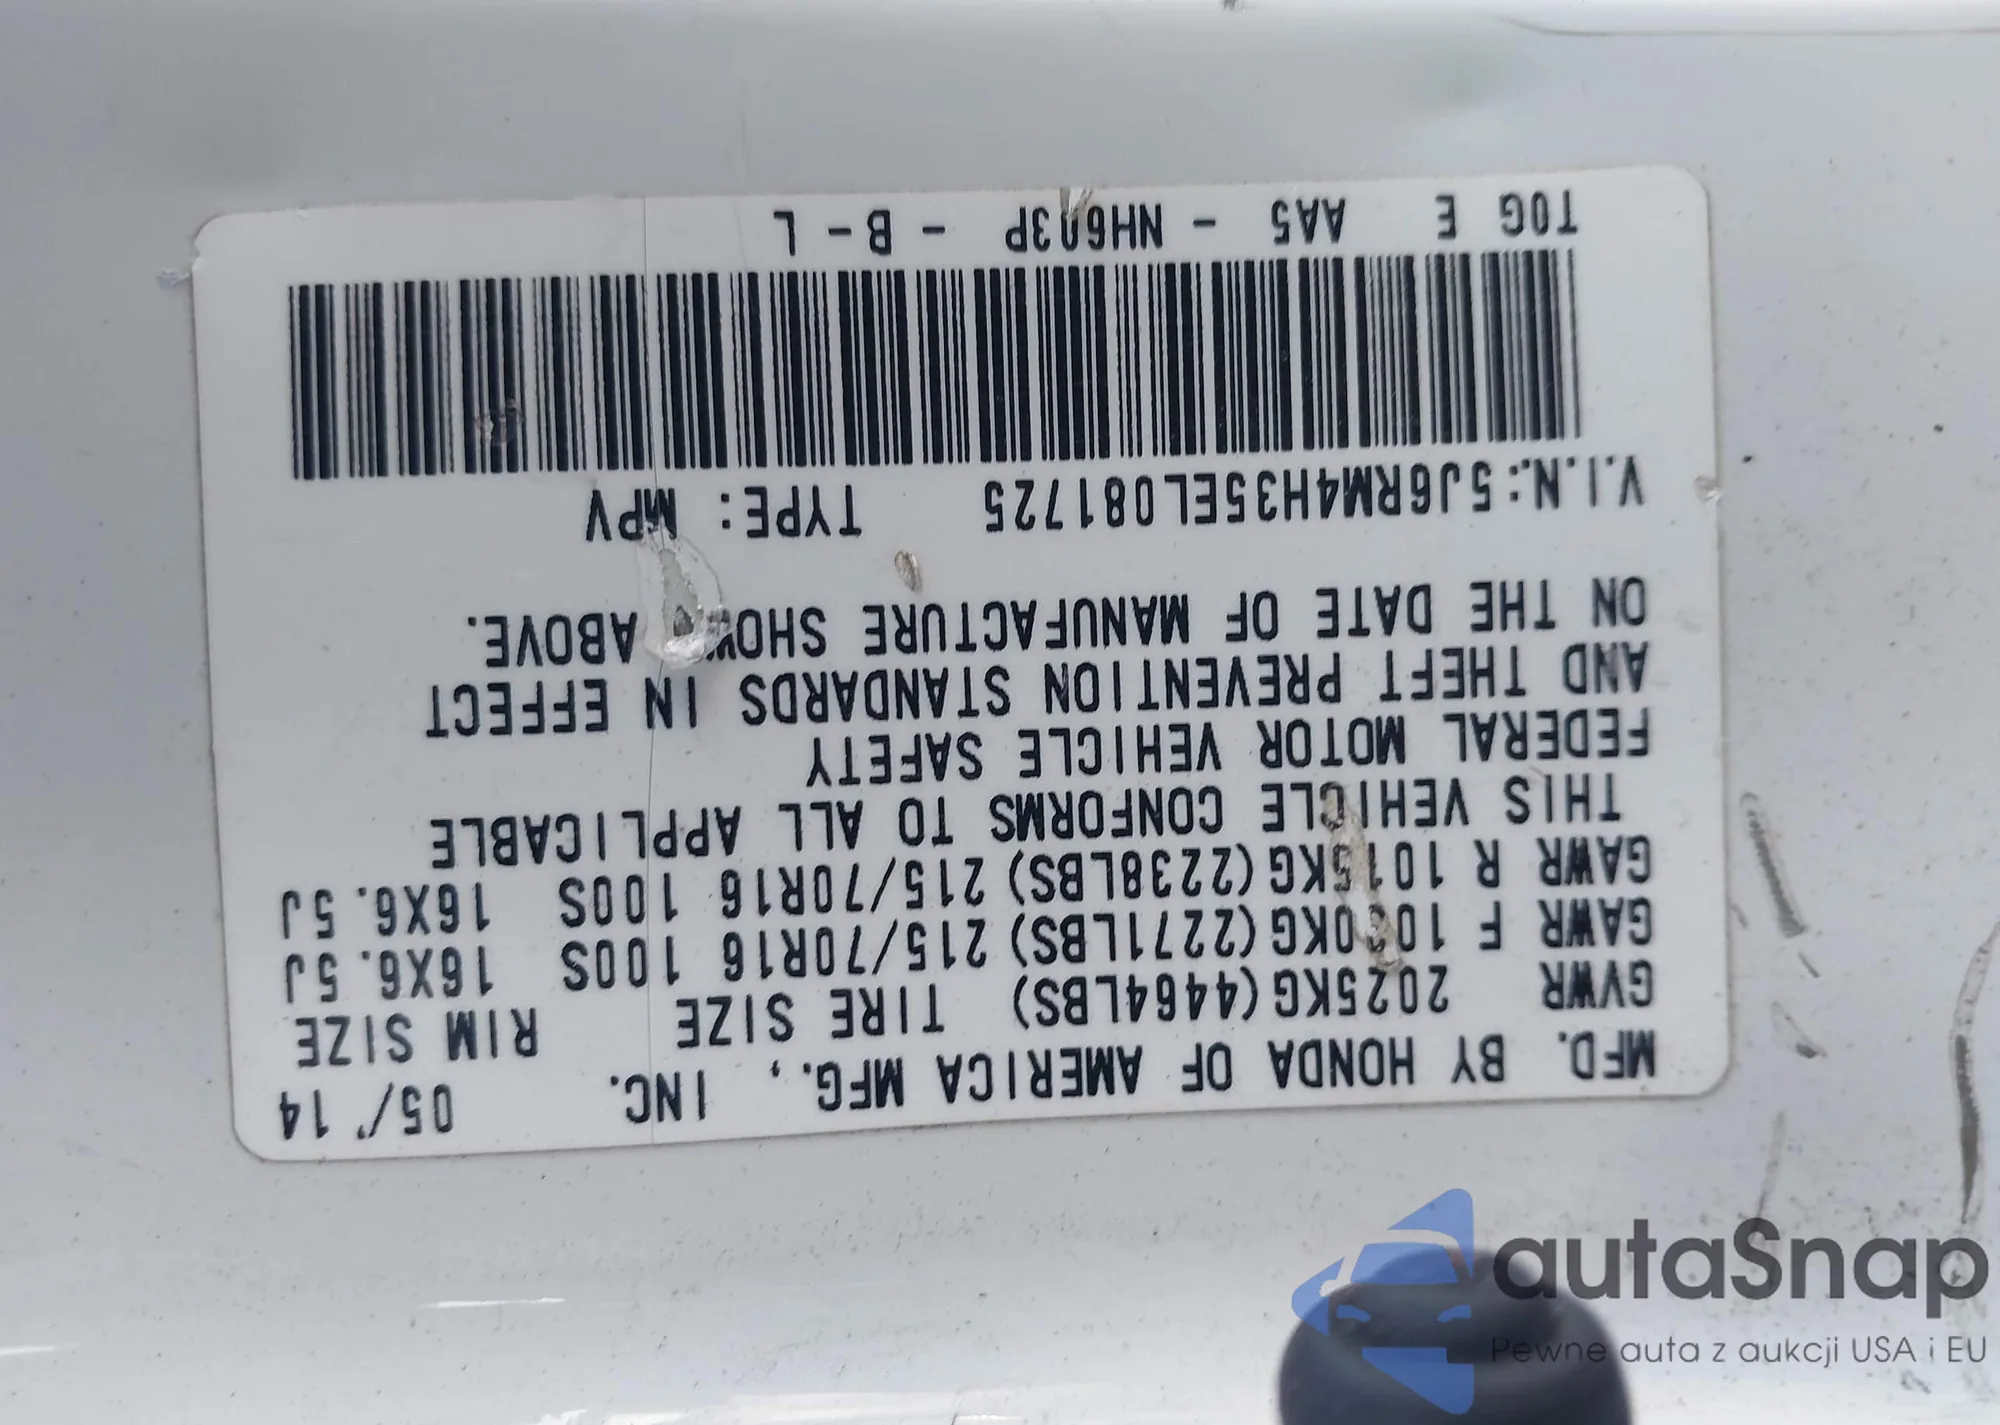 MFD. BY HONDA OF AMERICA MFG., INC. 05/'14
GVWR 2025KG(4464LBS) TIRE SIZE RIM SIZE
GAWR F 1030KG(2271LBS) 215/70R16 100S 16X6.5J
GAWR R 1015KG(2238LBS) 215/70R16 100S 16X6.5J
THIS VEHICLE CONFORMS TO ALL APPLICABLE
FEDERAL MOTOR VEHICLE SAFETY
AND THEFT PREVENTION STANDARDS IN EFFECT
ON THE DATE OF MANUFACTURE SHOWN ABOVE.
V.I.N.:5J6RM4H35EL081725 TYPE: MPV
T0G E AA5 - NH603P - B - L
autaSnap
Pewne auta z aukcji USA i EU